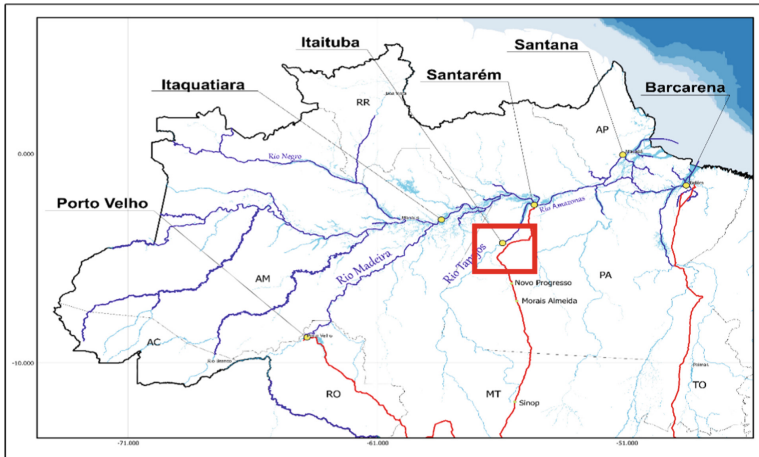 Itaituba
Santana
Itaquatiara
Santarém
Barcarena
RR
AP
0.000
Rio Negro
Rio Amazonas
Porto Velho
Rio Madeira
Rio Tapajos
AM
PA
Novo Progresso
Morais Almeida
AC
-10.000
RO
MT
TO
Sinop
-71.000
-61.000
-51.000